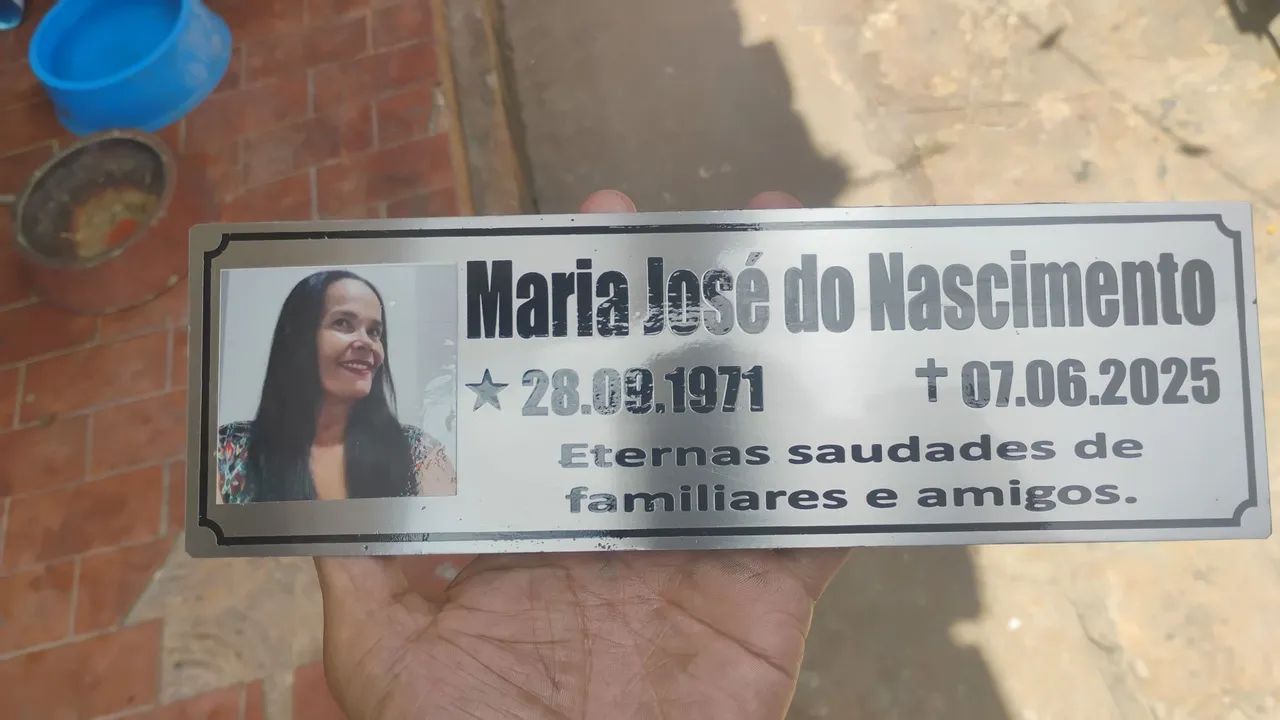 Maria José do Nascimento
★ 28.09.1971 ✝ 07.06.2025
Eternas saudades de
familiares e amigos.